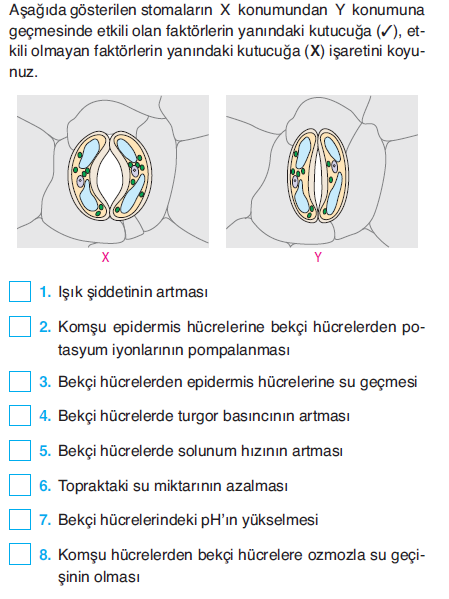 Aşağıda gösterilen stomaların X konumundan Y konumuna
geçmesinde etkili olan faktörlerin yanındaki kutucuğa (✓), et-
kili olmayan faktörlerin yanındaki kutucuğa (X) işaretini koyu-
nuz.
X
Y
1. Işık şiddetinin artması
2. Komşu epidermis hücrelerine bekçi hücrelerden po-
tasyum iyonlarının pompalanması
3. Bekçi hücrelerden epidermis hücrelerine su geçmesi
4. Bekçi hücrelerde turgor basıncının artması
5. Bekçi hücrelerde solunum hızının artması
6. Topraktaki su miktarının azalması
7. Bekçi hücrelerindeki pH'ın yükselmesi
8. Komşu hücrelerden bekçi hücrelere ozmozla su geçi-
şinin olması